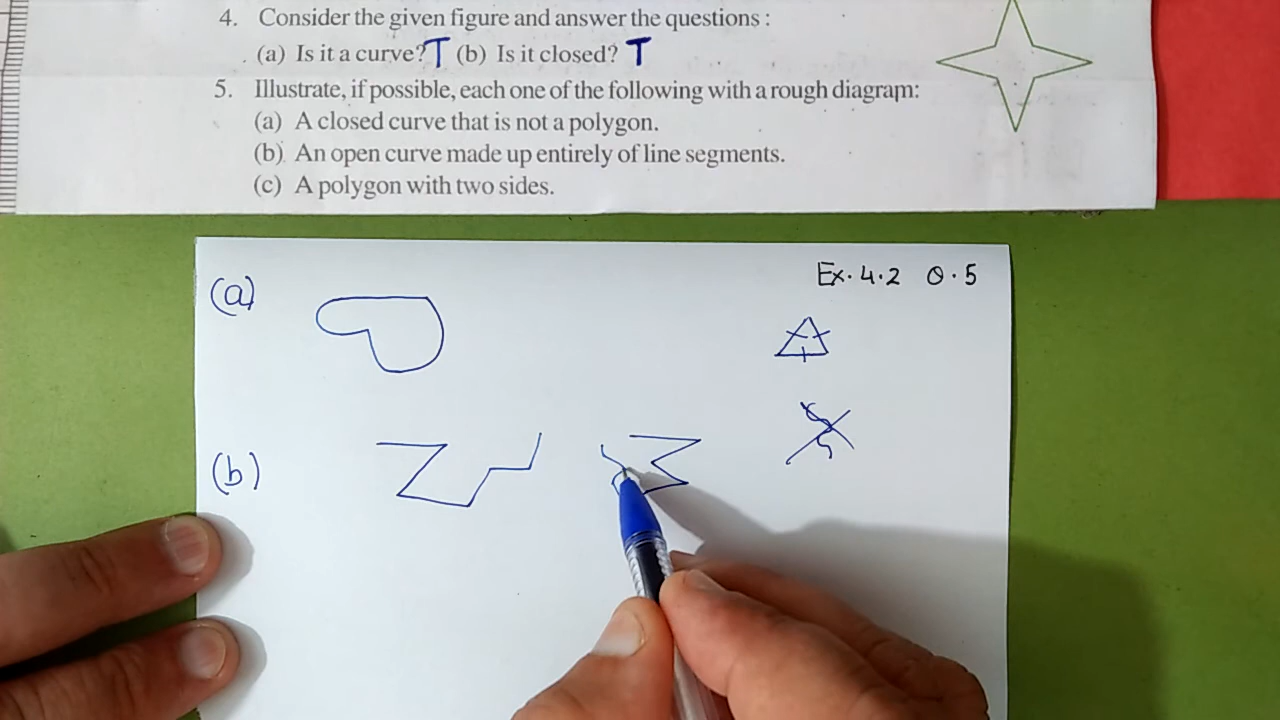 4. Consider the given figure and answer the questions :
(a) Is it a curve? T (b) Is it closed? T
5. Illustrate, if possible, each one of the following with a rough diagram:
(a) A closed curve that is not a polygon.
(b) An open curve made up entirely of line segments.
(c) A polygon with two sides.
Ex. 4.2 Q.5
(a)
(b)